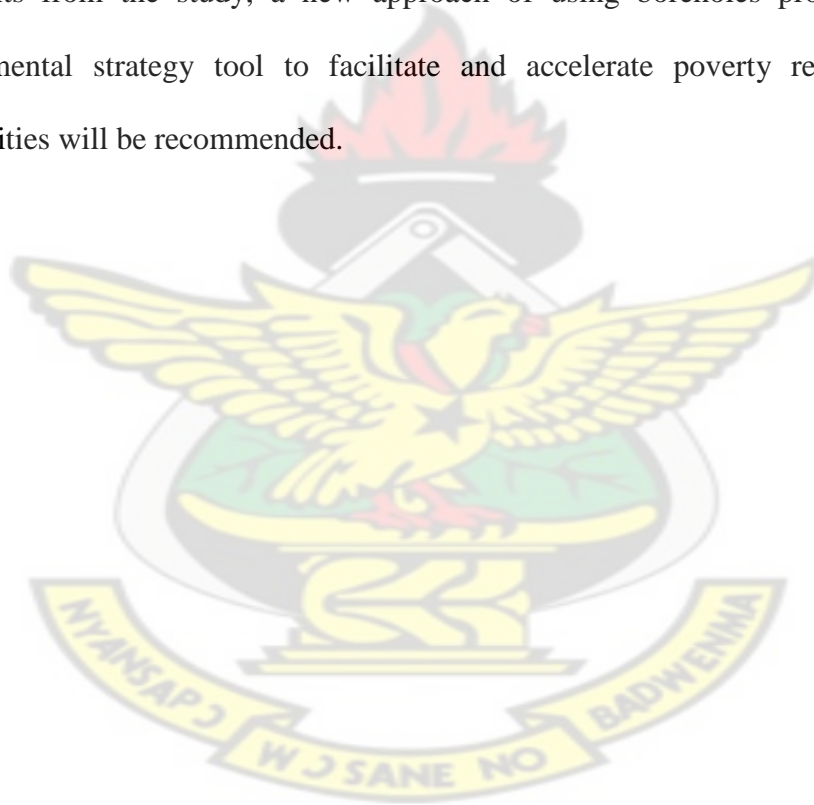 ts from the study, a new approach of using boreholes pro
mental strategy tool to facilitate and accelerate poverty re
ities will be recommended.
NYANSAPƆ
WƆSANE NO
BADWENMA